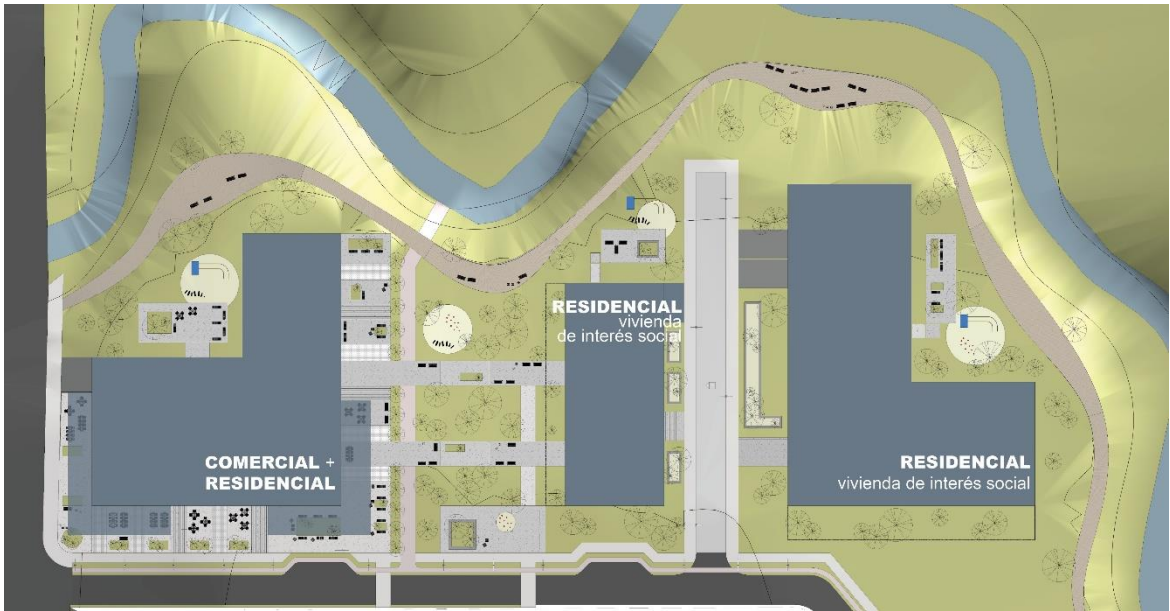 RESIDENCIAL
vivienda
de interés social
COMERCIAL +
RESIDENCIAL
RESIDENCIAL
vivienda de interés social